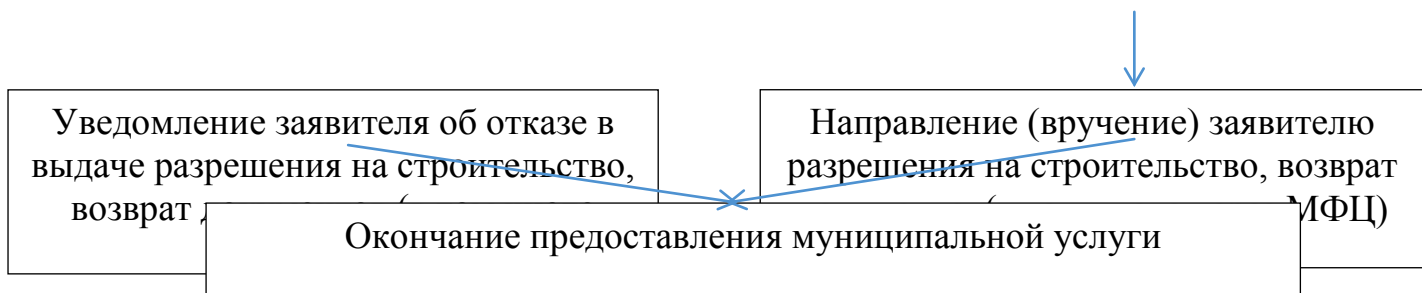 Уведомление заявителя об отказе в
выдаче разрешения на строительство,
возврат
Направление (вручение) заявителю
разрешения на строительство, возврат
МФЦ)
Окончание предоставления муниципальной услуги